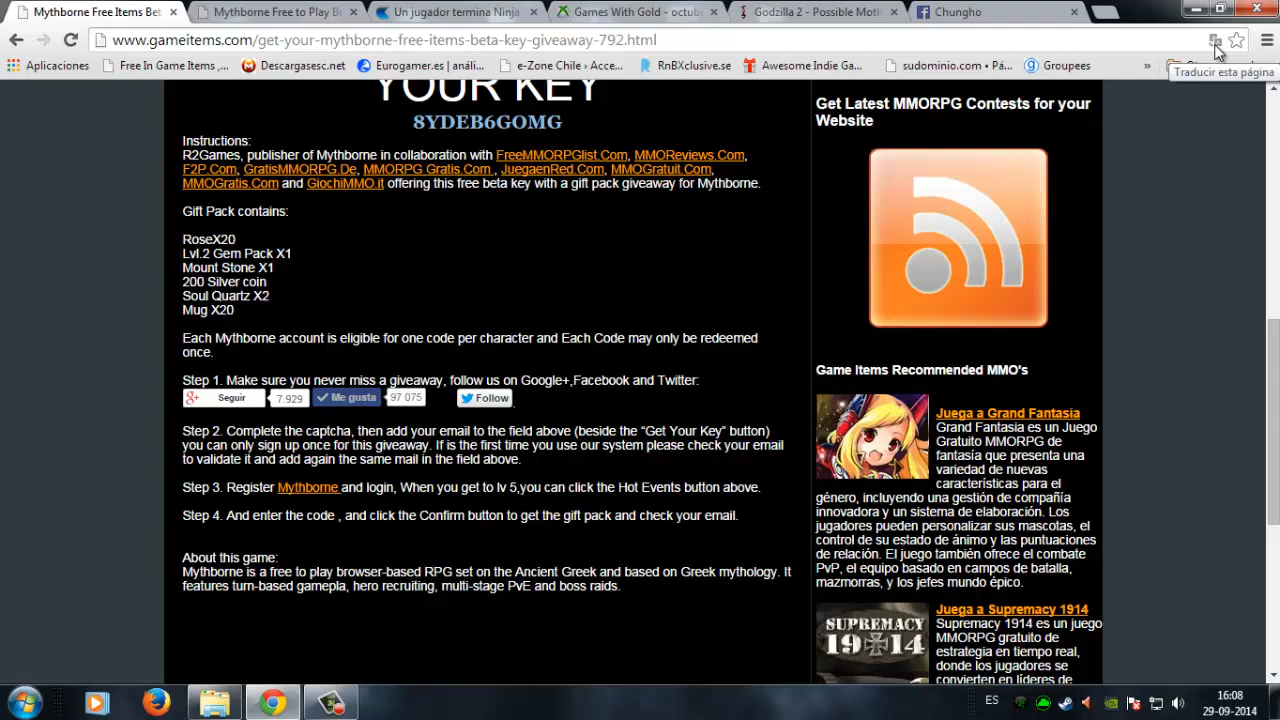 Mythborne Free Items Bet
Mythborne Free to Play B
Un jugador termina Ninja
Games With Gold - octub
Godzilla 2 - Possible Moth
Chungho
www.gameitems.com/get-your-mythborne-free-items-beta-key-giveaway-792.html
Aplicaciones
Free In Game Items ,...
Descargasesc.net
Eurogamer.es | análi...
e-Zone Chile › Acce...
RnBXclusive.se
Awesome Indie Ga...
sudominio.com • Pá...
Groupees
»
Traducir esta página
YOUR KEY
8YDEB6GOMG
Instructions:
R2Games, publisher of Mythborne in collaboration with FreeMMORPGlist.Com, MMOReviews.Com,
F2P.Com, GratisMMORPG.De, MMORPG Gratis.Com , JuegaenRed.Com, MMOGratuit.Com,
MMOGratis.Com and GiochiMMO.it offering this free beta key with a gift pack giveaway for Mythborne.
Gift Pack contains:
RoseX20
Lvl.2 Gem Pack X1
Mount Stone X1
200 Silver coin
Soul Quartz X2
Mug X20
Each Mythborne account is eligible for one code per character and Each Code may only be redeemed
once.
Step 1. Make sure you never miss a giveaway, follow us on Google+,Facebook and Twitter:
g+ Seguir 7.929 Me gusta 97 075 Follow
Step 2. Complete the captcha, then add your email to the field above (beside the “Get Your Key” button)
you can only sign up once for this giveaway. If is the first time you use our system please check your email
to validate it and add again the same mail in the field above.
Step 3. Register Mythborne and login, When you get to lv 5,you can click the Hot Events button above.
Step 4. And enter the code , and click the Confirm button to get the gift pack and check your email.
About this game:
Mythborne is a free to play browser-based RPG set on the Ancient Greek and based on Greek mythology. It
features turn-based gamepla, hero recruiting, multi-stage PvE and boss raids.
Get Latest MMORPG Contests for your
Website
Game Items Recommended MMO's
Juega a Grand Fantasia
Grand Fantasia es un Juego
Gratuito MMORPG de
fantasía que presenta una
variedad de nuevas
características para el
género, incluyendo una gestión de compañía
innovadora y un sistema de elaboración. Los
jugadores pueden personalizar sus mascotas, el
control de su estado de ánimo y las puntuaciones
de relación. El juego también ofrece el combate
PvP, el equipo basado en campos de batalla,
mazmorras, y los jefes mundo épico.
SUPREMACY
1914
Juega a Supremacy 1914
Supremacy 1914 es un juego
MMORPG gratuito de
estrategia en tiempo real,
donde los jugadores se
convierten en líderes de
ES
16:08
29-09-2014